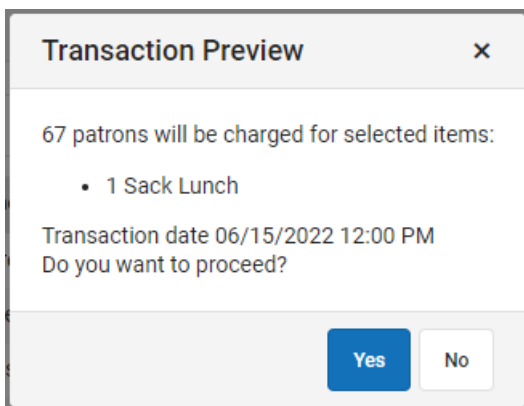 Transaction Preview ×
67 patrons will be charged for selected items:
• 1 Sack Lunch
Transaction date 06/15/2022 12:00 PM
Do you want to proceed?
Yes No